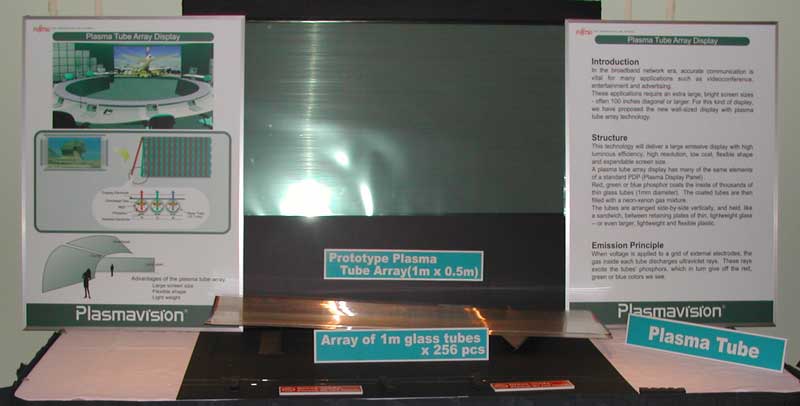 FUJITSU
Plasma Tube Array Display
Advantages of the plasma tube array
Large screen size
Flexible shape
Light weight
Plasmavision®
Prototype Plasma
Tube Array(1m x 0.5m)
Array of 1m glass tubes
x 256 pcs
FUJITSU
Plasma Tube Array Display
Introduction
In the broadband network era, accurate communication is
vital for many applications such as videoconference,
entertainment and advertising.
These applications require an extra large, bright screen sizes
- often 100 inches diagonal or larger. For this kind of display,
we have proposed the new wall-sized display with plasma
tube array technology.
Structure
This technology will deliver a large emissive display with high
luminous efficiency, high resolution, low cost, flexible shape
and expendable screen size.
A plasma tube array display has many of the same elements
of a standard PDP (Plasma Display Panel).
Red, green or blue phosphor coats the inside of thousands of
thin glass tubes (1mm diameter). The coated tubes are then
filled with a neon-xenon gas mixture.
The tubes are arranged side-by-side vertically, and held, like
a sandwich, between retaining plates of thin, lightweight glass
– or even larger, lightweight and flexible plastic.
Emission Principle
When voltage is applied to a grid of external electrodes, the
gas inside each tube discharges ultraviolet rays. These rays
excite the tubes' phosphors, which in turn give off the red,
green or blue colors we see.
Plasmavision®
Plasma Tube